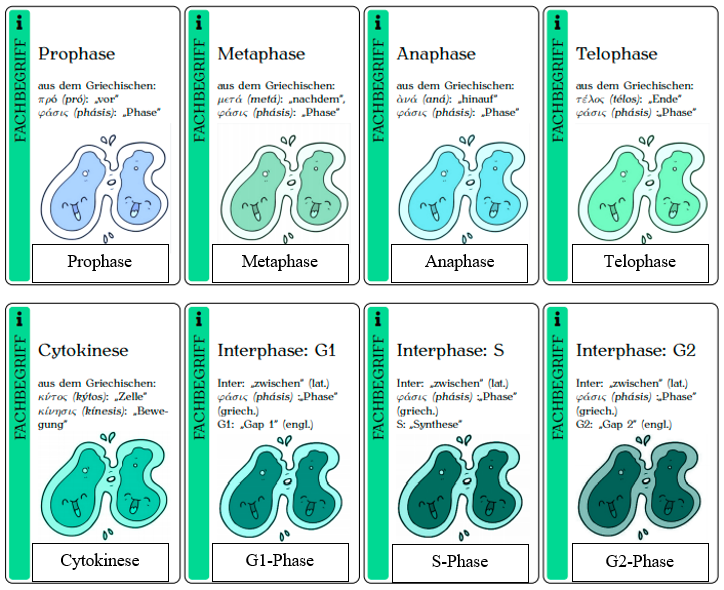 i
FACHBEGRIFF
Prophase
aus dem Griechischen:
πρό (pró): „vor“
φάσις (phásis): „Phase“
Prophase
i
FACHBEGRIFF
Metaphase
aus dem Griechischen:
μετά (metá): „nachdem“,
φάσις (phásis): „Phase“
Metaphase
i
FACHBEGRIFF
Anaphase
aus dem Griechischen:
ἀνά (aná): „hinauf“
φάσις (phásis): „Phase“
Anaphase
i
FACHBEGRIFF
Telophase
aus dem Griechischen:
τέλος (télos): „Ende“
φάσις (phásis) :„Phase“
Telophase
i
FACHBEGRIFF
Cytokinese
aus dem Griechischen:
κύτος (kýtos): „Zelle“
κίνησις (kínesis): „Bewe-
gung“
Cytokinese
i
FACHBEGRIFF
Interphase: G1
Inter: „zwischen“ (lat.)
φάσις (phásis) :„Phase“
(griech.)
G1: „Gap 1“ (engl.)
G1-Phase
i
FACHBEGRIFF
Interphase: S
Inter: „zwischen“ (lat.)
φάσις (phásis) :„Phase“
(griech.)
S: „Synthese“
S-Phase
i
FACHBEGRIFF
Interphase: G2
Inter: „zwischen“ (lat.)
φάσις (phásis) :„Phase“
(griech.)
G2: „Gap 2“ (engl.)
G2-Phase